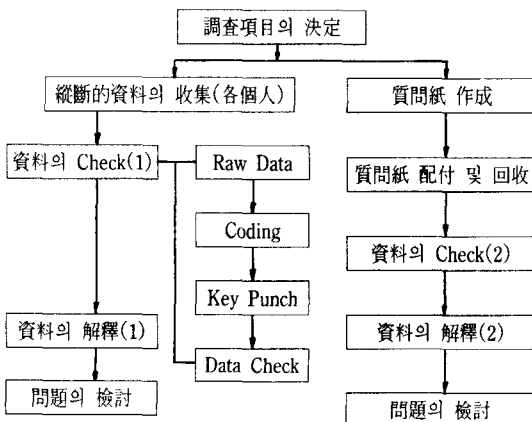 調査項目의 決定
縱斷的資料의 收集(各個人)
資料의 Check(1)
Raw Data
Coding
Key Punch
Data Check
資料의 解釋(1)
問題의 檢討
質問紙 作成
質問紙 配付 및 回收
資料의 Check(2)
資料의 解釋(2)
問題의 檢討